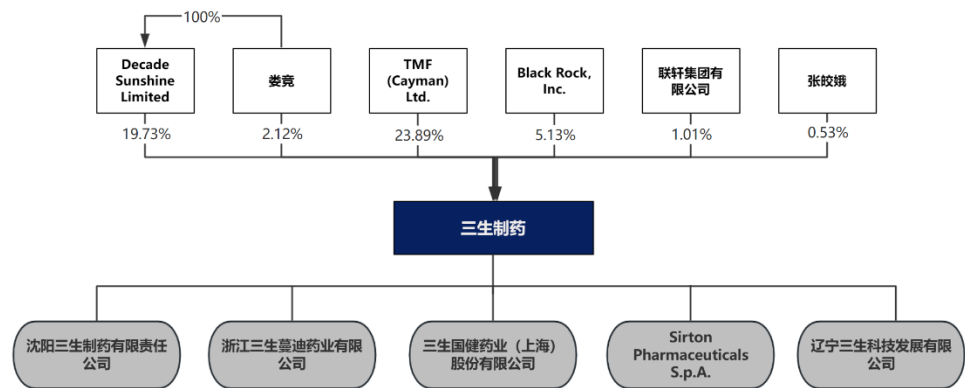 100%
Decade
Sunshine
Limited
娄竞
TMF
(Cayman)
Ltd.
Black Rock,
Inc.
联轩集团有
限公司
张皎娥
19.73%
2.12%
23.89%
5.13%
1.01%
0.53%
三生制药
沈阳三生制药有限责任
公司
浙江三生蔓迪药业有限
公司
三生国健药业（上海）
股份有限公司
Sirton
Pharmaceuticals
S.p.A.
辽宁三生科技发展有限
公司